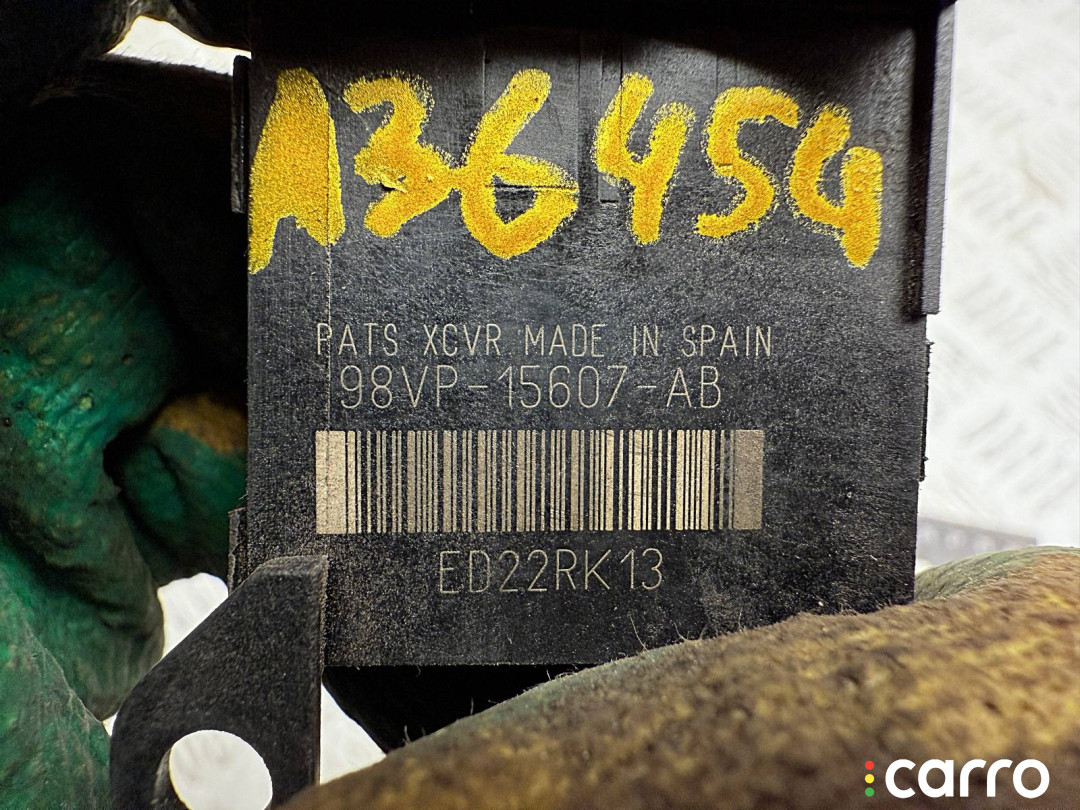 A36454
PATS XCVR MADE IN SPAIN
98VP-15607-AB
ED22RK13
carro